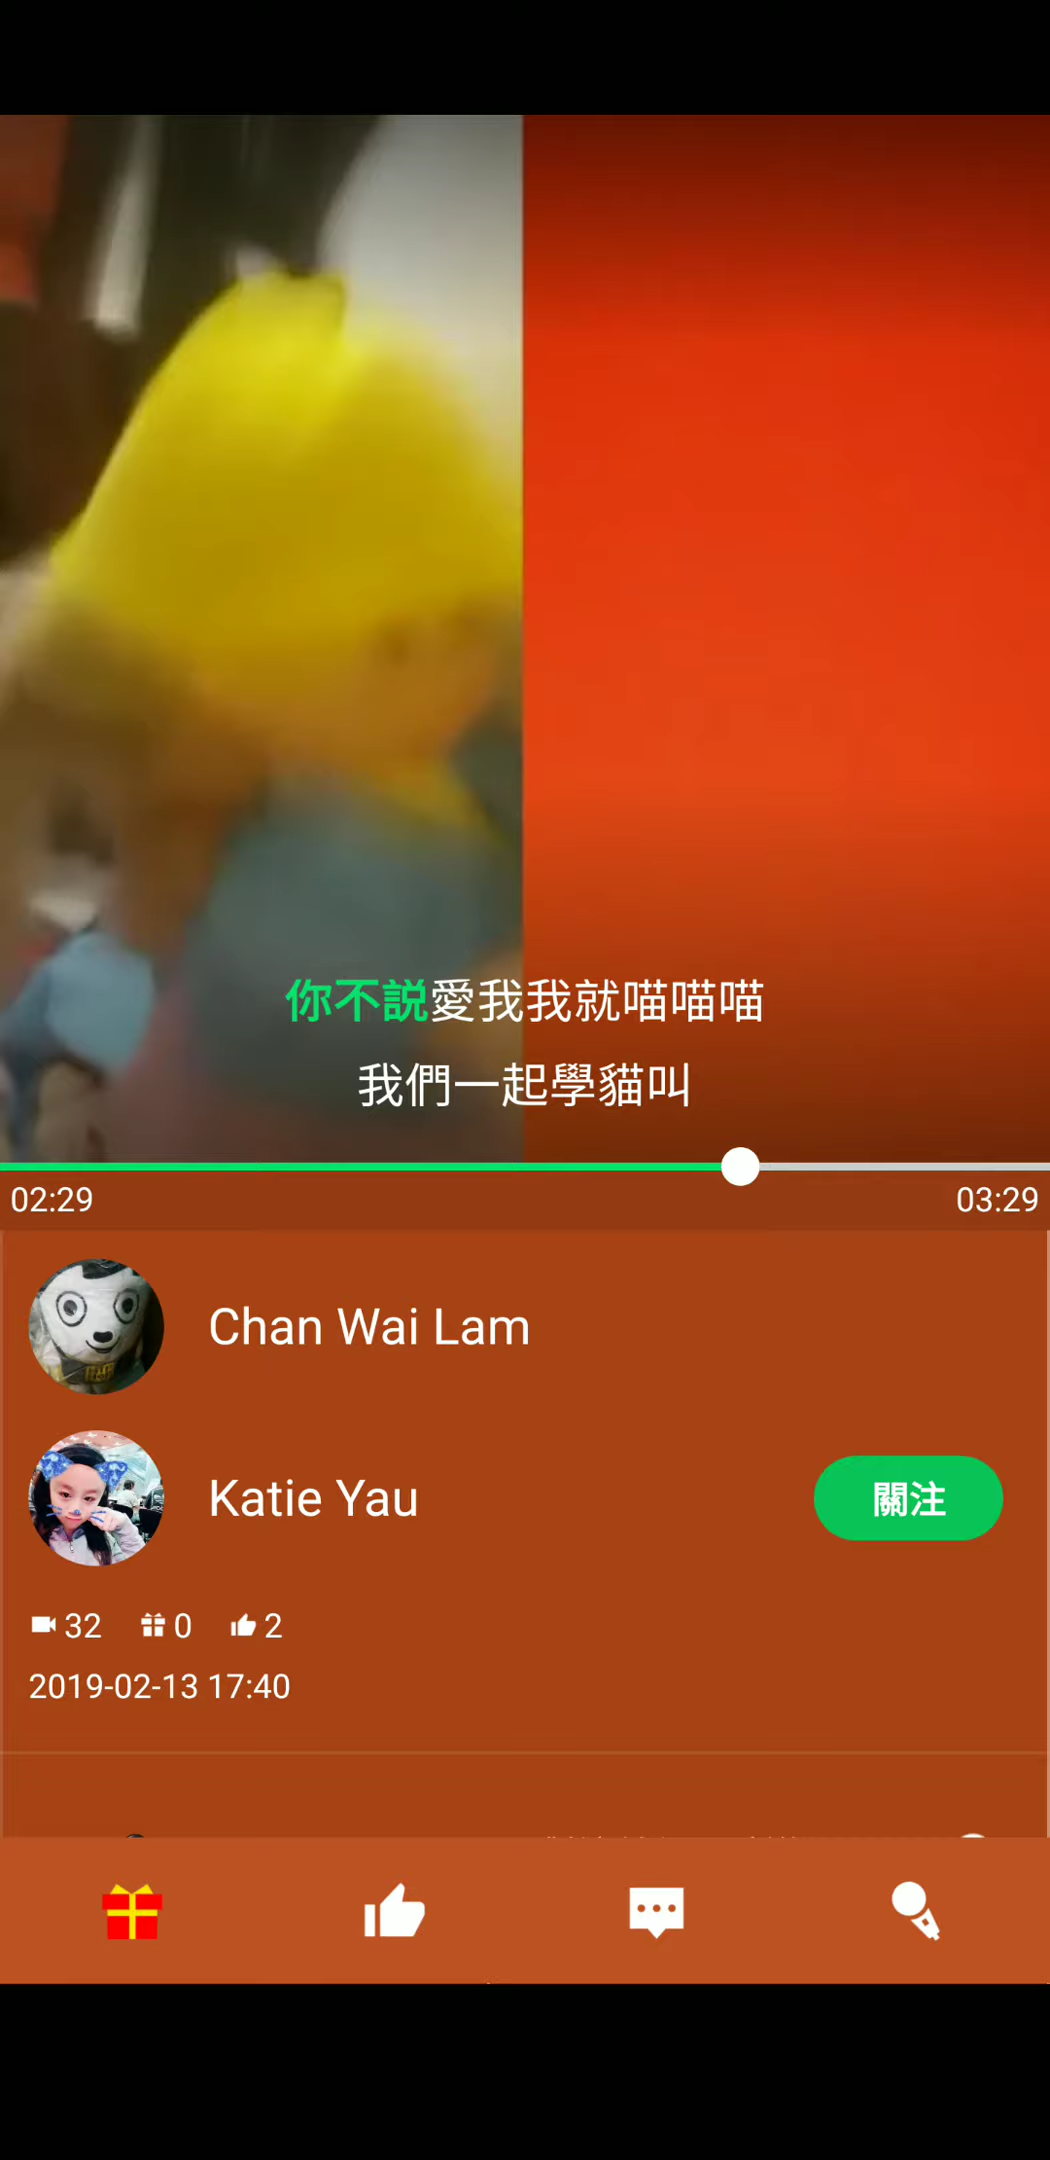 你不説愛我我就喵喵喵
我們一起學貓叫
02:29
03:29
Chan Wai Lam
Katie Yau
關注
32 0 2
2019-02-13 17:40